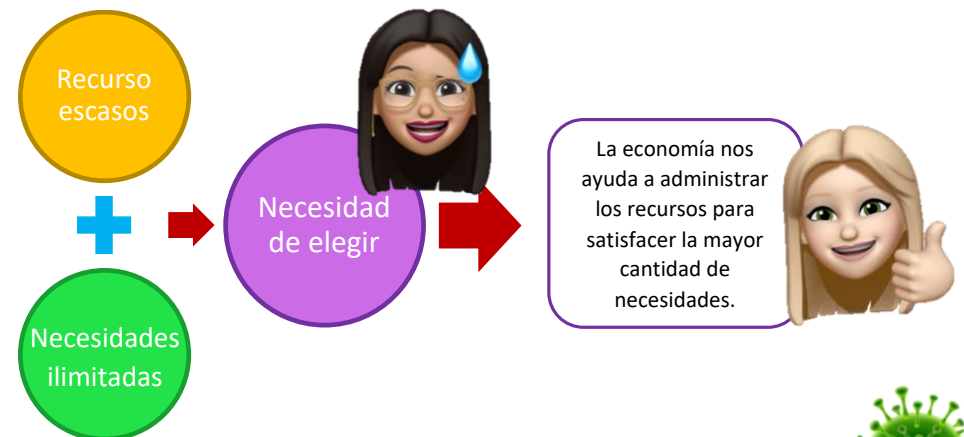 Recurso
escasos
Necesidades
ilimitadas
Necesidad
de elegir
La economía nos
ayuda a administrar
los recursos para
satisfacer la mayor
cantidad de
necesidades.